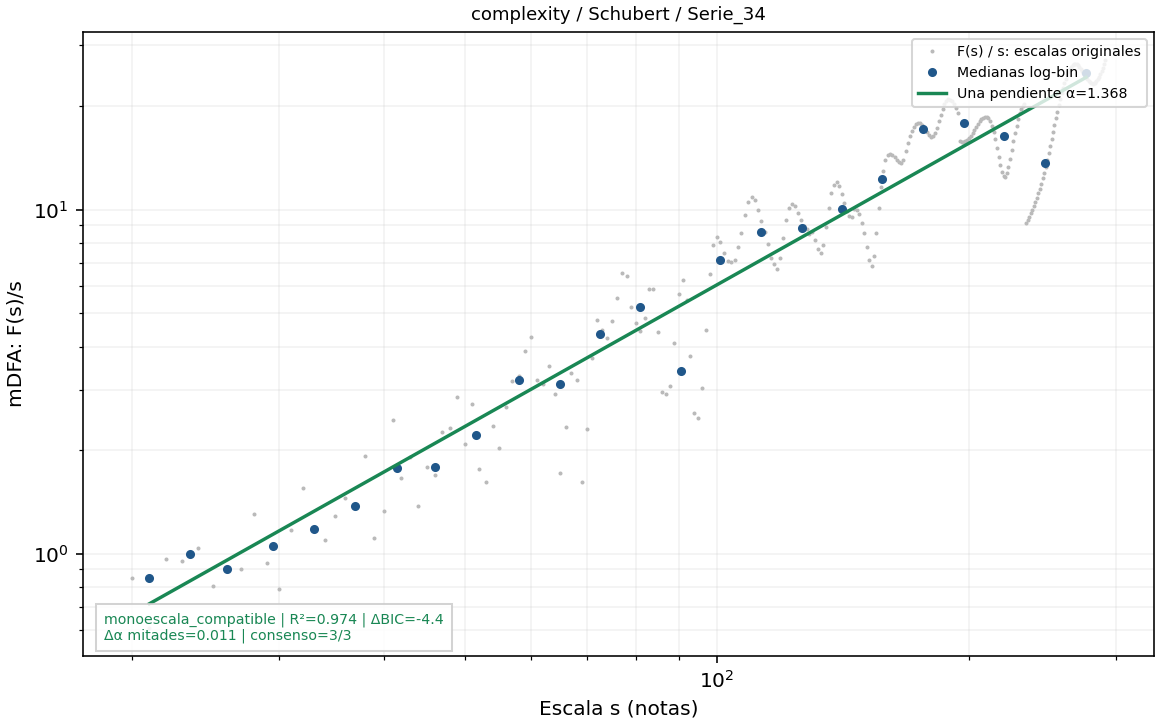 complexity / Schubert / Serie_34
F(s) / s: escalas originales
Medianas log-bin
Una pendiente α=1.368
mDFA: F(s)/s
10¹
10⁰
monoescala_compatible | R²=0.974 | ΔBIC=-4.4
Δα mitades=0.011 | consenso=3/3
10²
Escala s (notas)